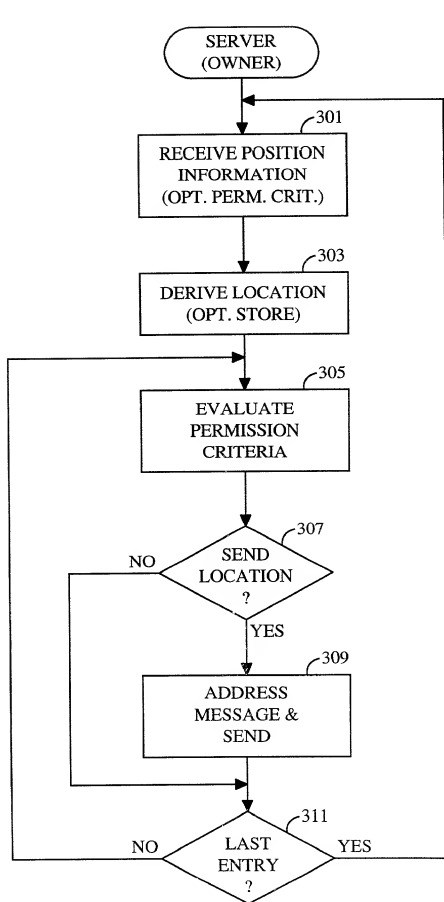 SERVER
(OWNER)
301
RECEIVE POSITION
INFORMATION
(OPT. PERM. CRIT.)
303
DERIVE LOCATION
(OPT. STORE)
305
EVALUATE
PERMISSION
CRITERIA
307
NO
SEND
LOCATION
?
YES
309
ADDRESS
MESSAGE &
SEND
311
NO
LAST
ENTRY
?
YES